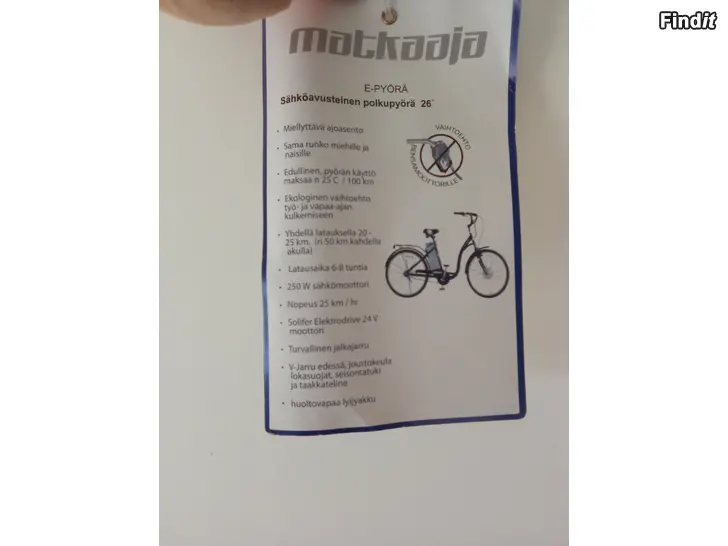 Findit
matkaaja
E-PYÖRÄ
Sähköavusteinen polkupyörä 26"
• Miellyttävä ajoasento
• Sama runko miehille ja
naisille
• Edullinen, pyörän käyttö
maksaa n 25 C / 100 km
• Ekologinen vaihtoehto
työ- ja vapaa-ajan
kulkemiseen
• Yhdellä latauksella 20 -
25 km. (n 50 km kahdella
akulla)
• Latausaika 6-8 tuntia
• 250 W sähkömoottori
• Nopeus 25 km / hr
• Solifer Elektrodrive 24 V
moottori
• Turvallinen jalkajarru
• V-Jarru edessä, joustokeula
lokasuojat, seisontatuki
ja taakkateline
• huoltovapaa lyijyakku
VAIHTOEHTO
BENSAMOOTTORILLE